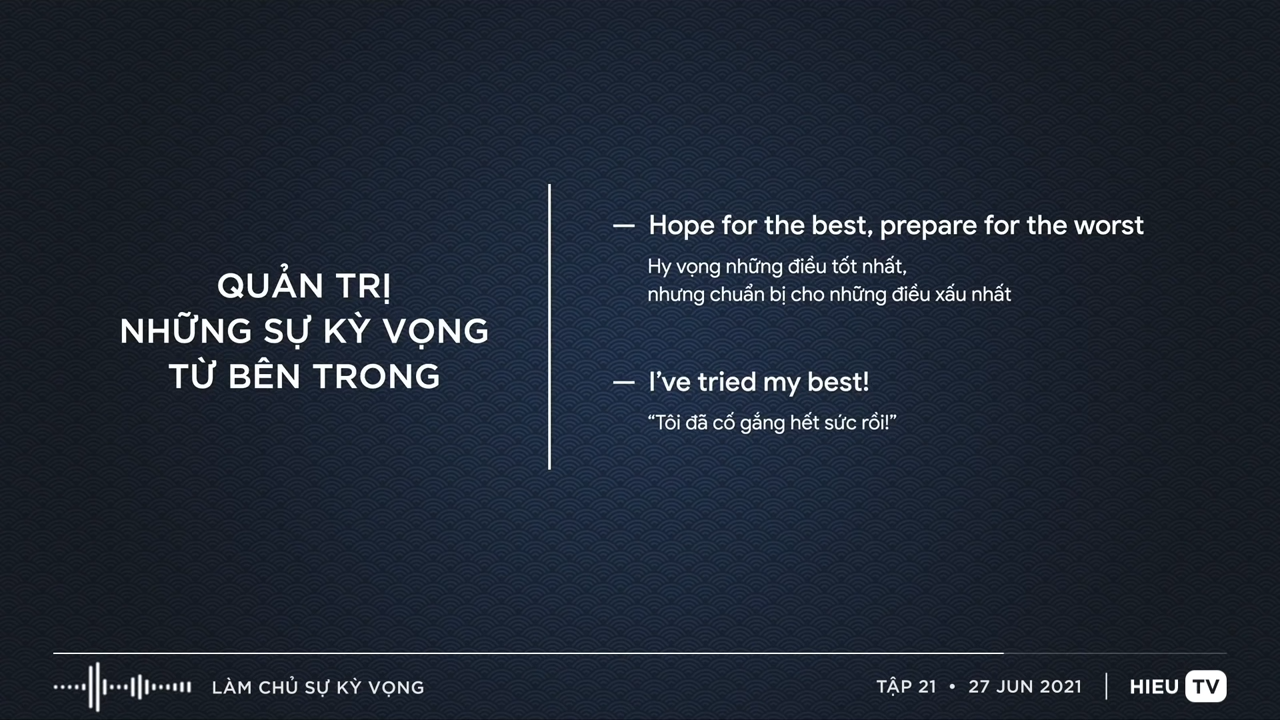 QUẢN TRỊ
NHỮNG SỰ KỲ VỌNG
TỪ BÊN TRONG
— Hope for the best, prepare for the worst
Hy vọng những điều tốt nhất,
nhưng chuẩn bị cho những điều xấu nhất
— I’ve tried my best!
“Tôi đã cố gắng hết sức rồi!”
LÀM CHỦ SỰ KỲ VỌNG
TẬP 21 • 27 JUN 2021
HIEU TV